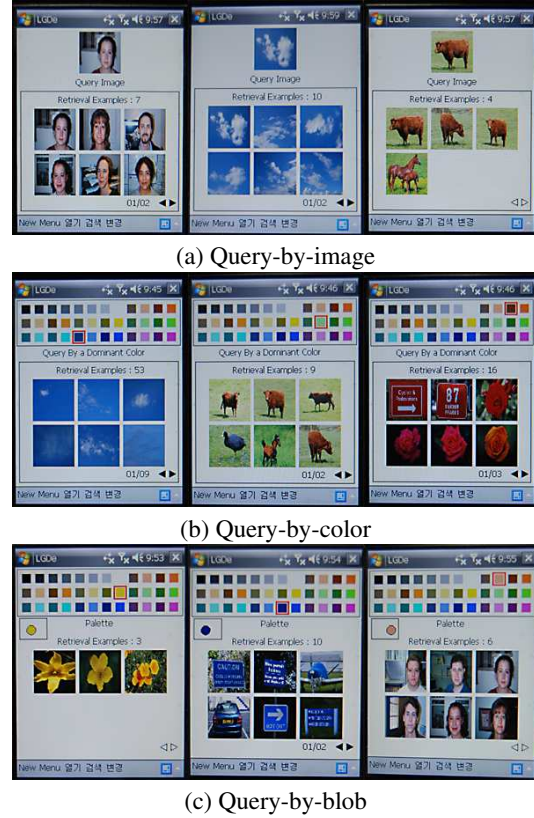 LGDe 9:57
Query Image
Retrieval Examples : 7
01/02
New Menu 열기 검색 변경
LGDe 9:59
Query Image
Retrieval Examples : 10
New Menu 열기 검색 변경
LGDe 9:57
Query Image
Retrieval Examples : 4
New Menu 열기 검색 변경
(a) Query-by-image
LGDe 9:45
Query By a Dominant Color
Retrieval Examples : 53
01/09
New Menu 열기 검색 변경
LGDe 9:46
Query By a Dominant Color
Retrieval Examples : 9
01/02
New Menu 열기 검색 변경
LGDe 9:46
Query By a Dominant Color
Retrieval Examples : 16
87
01/03
New Menu 열기 검색 변경
(b) Query-by-color
LGDe 9:53
Palette
Retrieval Examples : 3
New Menu 열기 검색 변경
LGDe 9:54
Palette
Retrieval Examples : 10
CAUTION
01/02
New Menu 열기 검색 변경
LGDe 9:55
Palette
Retrieval Examples : 6
New Menu 열기 검색 변경
(c) Query-by-blob